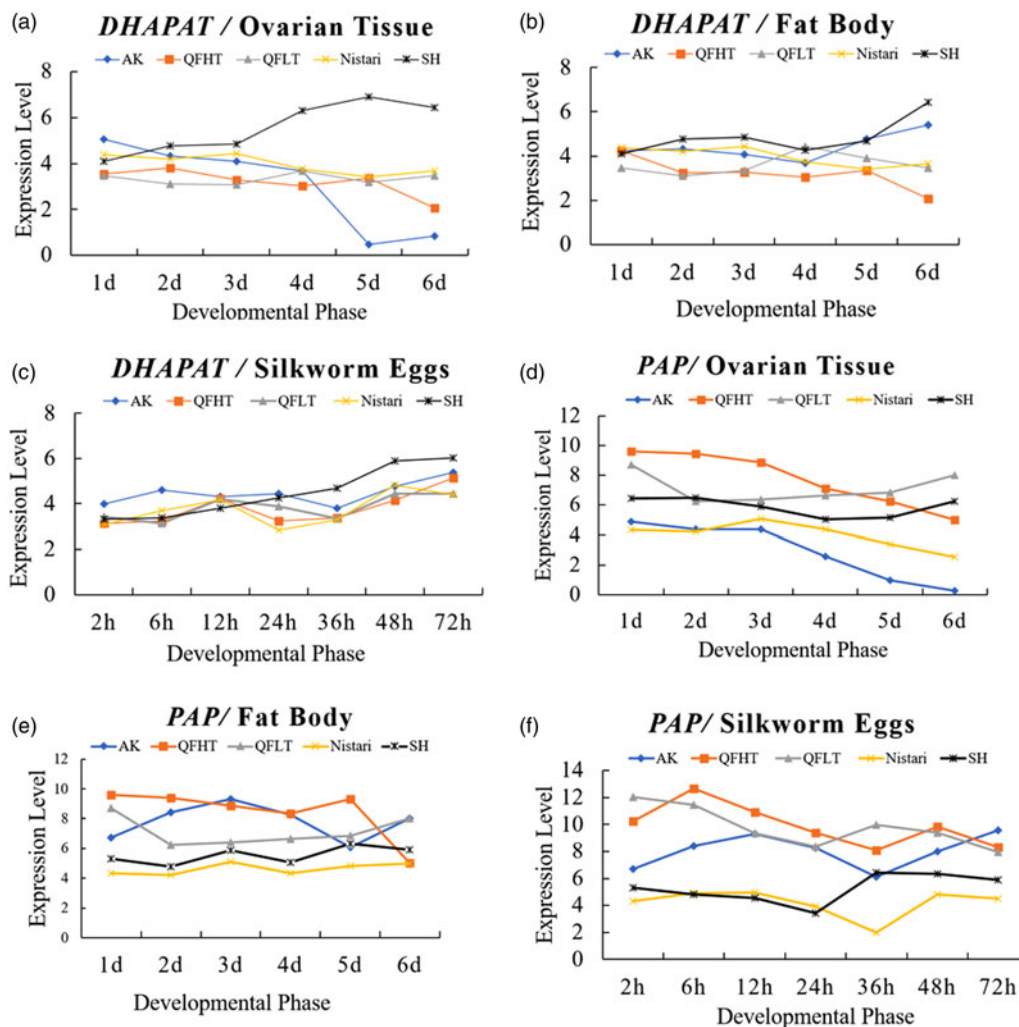 (a)
DHAPAT / Ovarian Tissue
AK QFHT QFLT Nistari SH
Expression Level
8
6
4
2
0
1d 2d 3d 4d 5d 6d
Developmental Phase
(b)
DHAPAT / Fat Body
AK QFHT QFLT Nistari SH
Expression Level
8
6
4
2
0
1d 2d 3d 4d 5d 6d
Developmental Phase
(c)
DHAPAT / Silkworm Eggs
AK QFHT QFLT Nistari SH
Expression Level
8
6
4
2
0
2h 6h 12h 24h 36h 48h 72h
Developmental Phase
(d)
PAP/ Ovarian Tissue
AK QFHT QFLT Nistari SH
Expression Level
12
10
8
6
4
2
0
1d 2d 3d 4d 5d 6d
Developmental Phase
(e)
PAP/ Fat Body
AK QFHT QFLT Nistari SH
Expression Level
12
10
8
6
4
2
0
1d 2d 3d 4d 5d 6d
Developmental Phase
(f)
PAP/ Silkworm Eggs
AK QFHT QFLT Nistari SH
Expression Level
14
12
10
8
6
4
2
0
2h 6h 12h 24h 36h 48h 72h
Developmental Phase